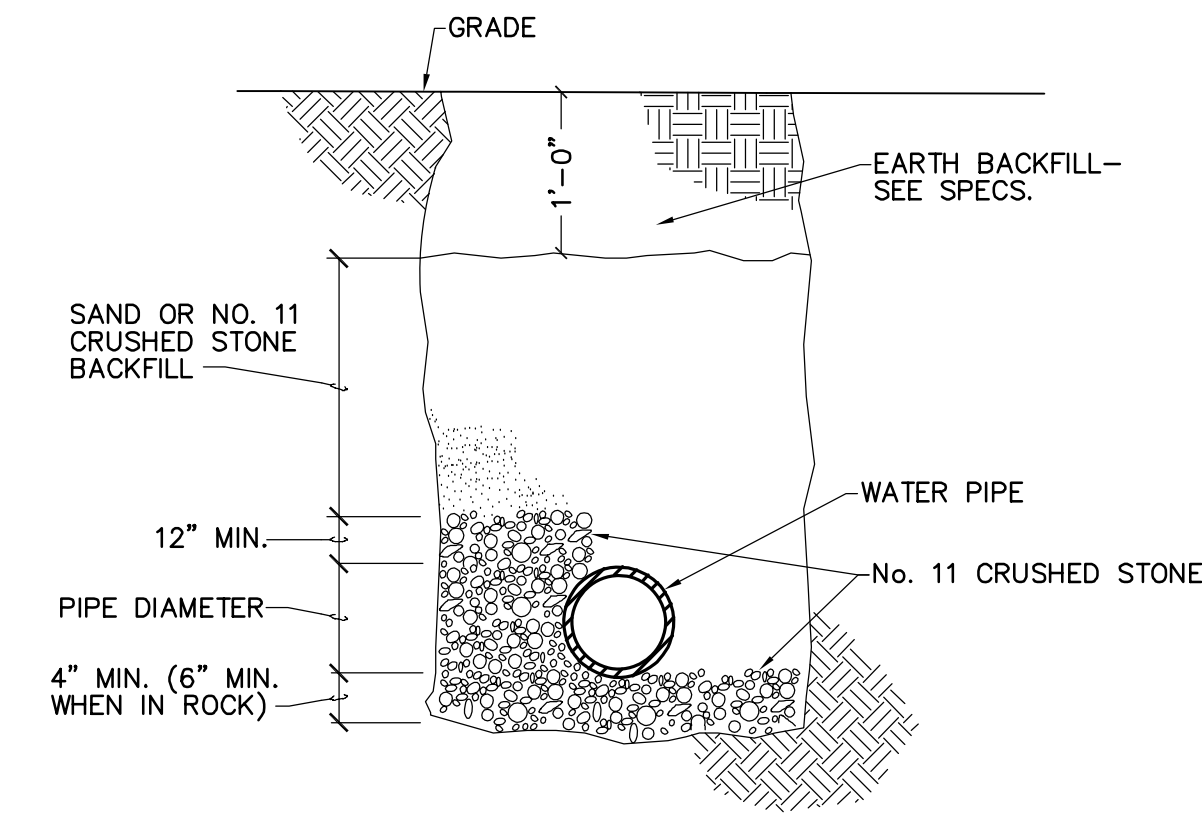 GRADE
1'-0"
EARTH BACKFILL-
SEE SPECS.
SAND OR NO. 11
CRUSHED STONE
BACKFILL
WATER PIPE
12" MIN.
No. 11 CRUSHED STONE
PIPE DIAMETER
4" MIN. (6" MIN.
WHEN IN ROCK)